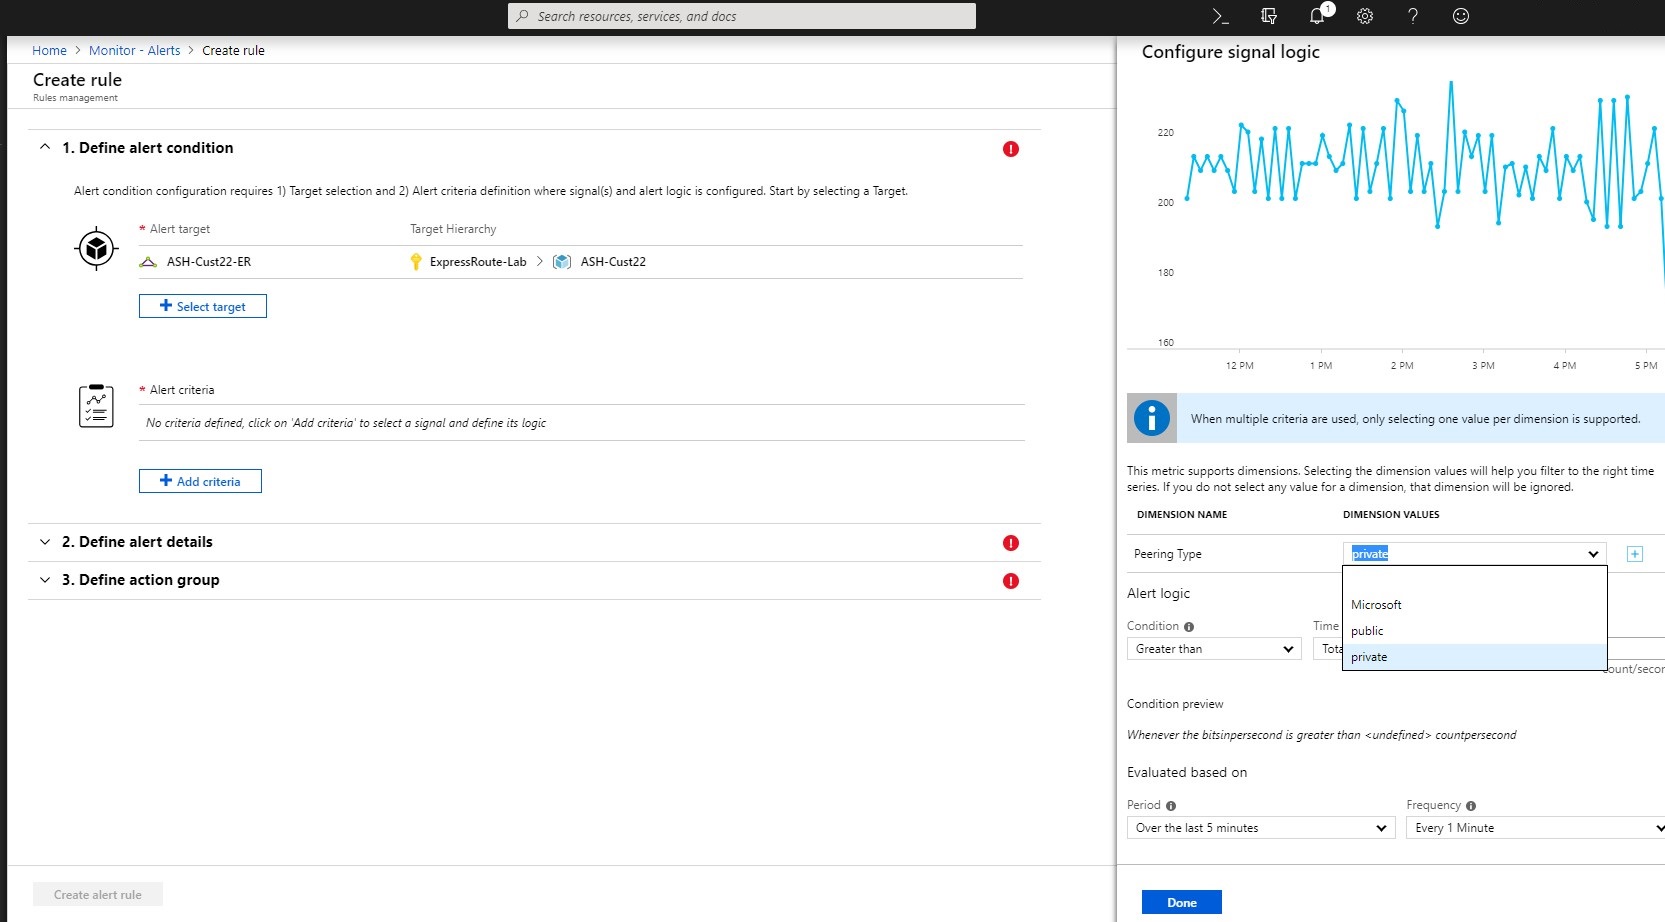 Search resources, services, and docs
1
Home > Monitor - Alerts > Create rule
Create rule
Rules management
1. Define alert condition
Alert condition configuration requires 1) Target selection and 2) Alert criteria definition where signal(s) and alert logic is configured. Start by selecting a Target.
* Alert target Target Hierarchy
ASH-Cust22-ER ExpressRoute-Lab > ASH-Cust22
+ Select target
* Alert criteria
No criteria defined, click on 'Add criteria' to select a signal and define its logic
+ Add criteria
2. Define alert details
3. Define action group
Create alert rule
Configure signal logic
220
200
180
160
12 PM 1 PM 2 PM 3 PM 4 PM 5 PM
When multiple criteria are used, only selecting one value per dimension is supported.
This metric supports dimensions. Selecting the dimension values will help you filter to the right time
series. If you do not select any value for a dimension, that dimension will be ignored.
DIMENSION NAME DIMENSION VALUES
Peering Type private
Microsoft
public
private
Alert logic
Condition Time
Greater than Tota
count/secon
Condition preview
Whenever the bitsinpersecond is greater than <undefined> countpersecond
Evaluated based on
Period Frequency
Over the last 5 minutes Every 1 Minute
Done